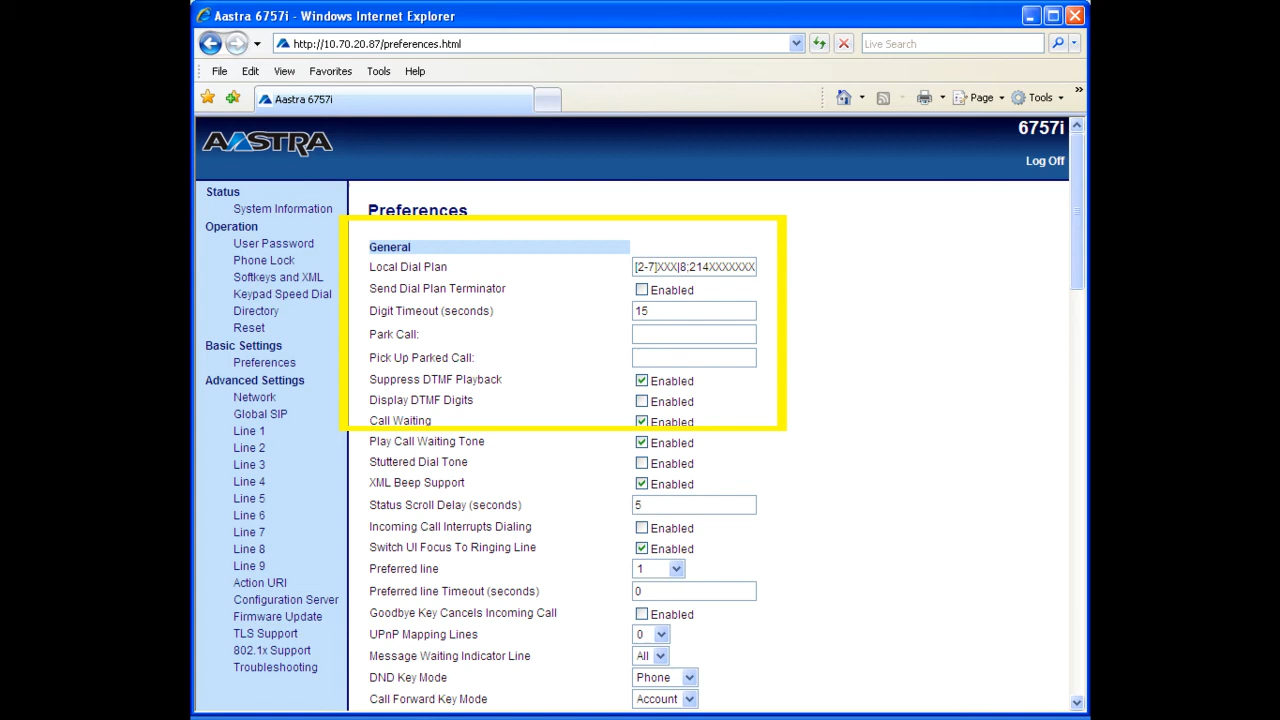 Aastra 6757i - Windows Internet Explorer
http://10.70.20.87/preferences.html
Live Search
File Edit View Favorites Tools Help
Aastra 6757i
Page Tools »
AASTRA
6757i
Log Off
Status
System Information
Operation
User Password
Phone Lock
Softkeys and XML
Keypad Speed Dial
Directory
Reset
Basic Settings
Preferences
Advanced Settings
Network
Global SIP
Line 1
Line 2
Line 3
Line 4
Line 5
Line 6
Line 7
Line 8
Line 9
Action URI
Configuration Server
Firmware Update
TLS Support
802.1x Support
Troubleshooting
Preferences
General
Local Dial Plan [2-7]XXX|8;214XXXXXXX
Send Dial Plan Terminator Enabled
Digit Timeout (seconds) 15
Park Call:
Pick Up Parked Call:
Suppress DTMF Playback Enabled
Display DTMF Digits Enabled
Call Waiting Enabled
Play Call Waiting Tone Enabled
Stuttered Dial Tone Enabled
XML Beep Support Enabled
Status Scroll Delay (seconds) 5
Incoming Call Interrupts Dialing Enabled
Switch UI Focus To Ringing Line Enabled
Preferred line 1
Preferred line Timeout (seconds) 0
Goodbye Key Cancels Incoming Call Enabled
UPnP Mapping Lines 0
Message Waiting Indicator Line All
DND Key Mode Phone
Call Forward Key Mode Account